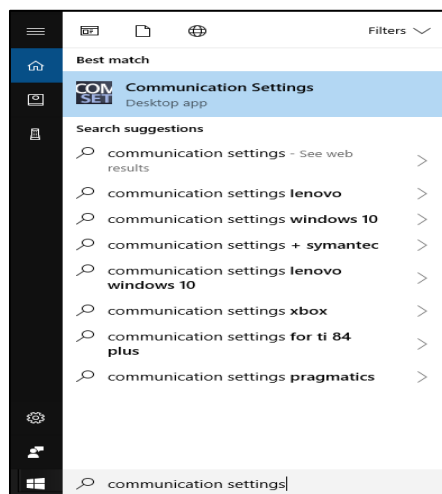 Filters
Best match
COM
SET
Communication Settings
Desktop app
Search suggestions
communication settings - See web
results
communication settings lenovo
communication settings windows 10
communication settings + symantec
communication settings lenovo
windows 10
communication settings xbox
communication settings for ti 84
plus
communication settings pragmatics
communication settings